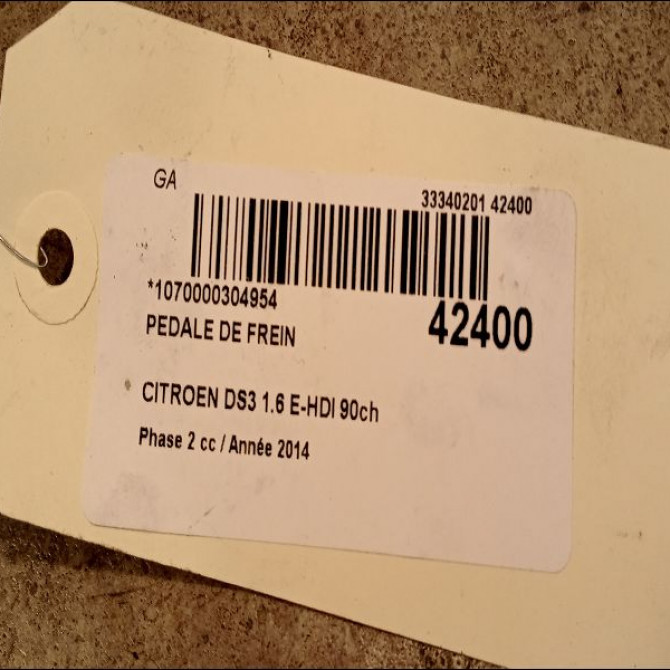 GA
33340201 42400
*1070000304954
42400
PEDALE DE FREIN
CITROEN DS3 1.6 E-HDI 90ch
Phase 2 cc / Année 2014